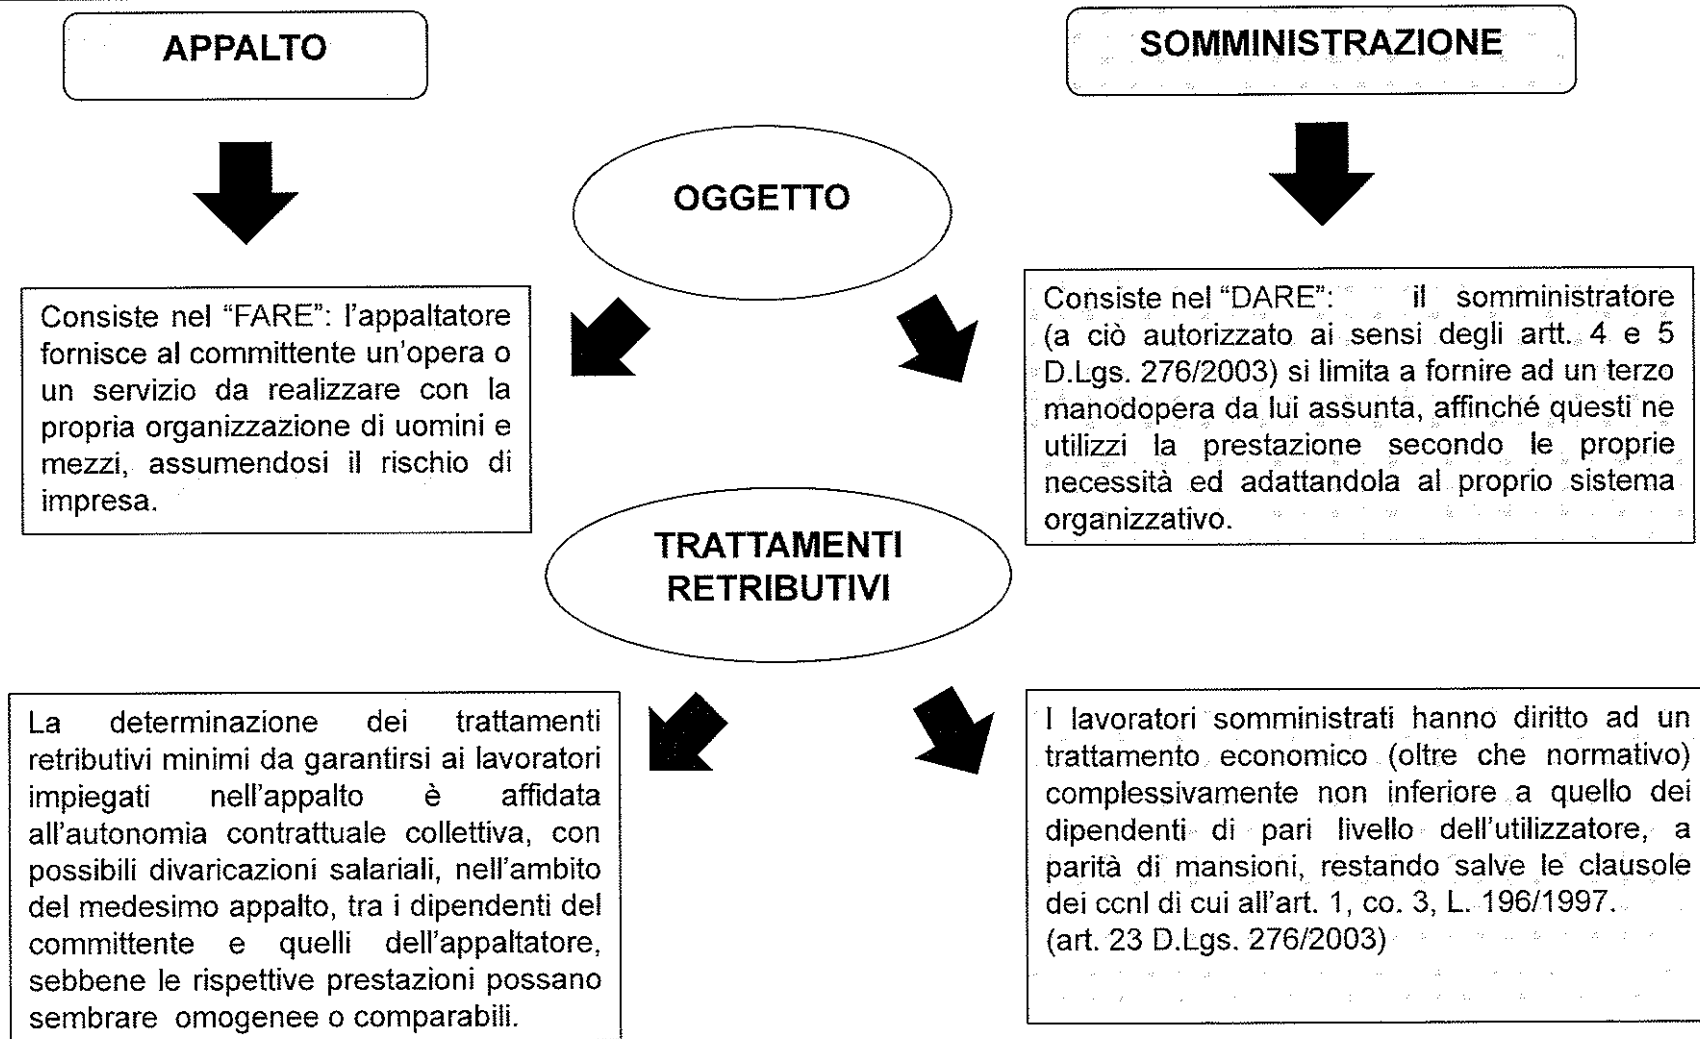 APPALTO
SOMMINISTRAZIONE
OGGETTO
Consiste nel “FARE”: l’appaltatore
fornisce al committente un’opera o
un servizio da realizzare con la
propria organizzazione di uomini e
mezzi, assumendosi il rischio di
impresa.
Consiste nel “DARE”: il somministratore
(a ciò autorizzato ai sensi degli artt. 4 e 5
D.Lgs. 276/2003) si limita a fornire ad un terzo
manodopera da lui assunta, affinché questi ne
utilizzi la prestazione secondo le proprie
necessità ed adattandola al proprio sistema
organizzativo.
TRATTAMENTI
RETRIBUTIVI
La determinazione dei trattamenti
retributivi minimi da garantirsi ai lavoratori
impiegati nell’appalto è affidata
all’autonomia contrattuale collettiva, con
possibili divaricazioni salariali, nell’ambito
del medesimo appalto, tra i dipendenti del
committente e quelli dell’appaltatore,
sebbene le rispettive prestazioni possano
sembrare omogenee o comparabili.
I lavoratori somministrati hanno diritto ad un
trattamento economico (oltre che normativo)
complessivamente non inferiore a quello dei
dipendenti di pari livello dell’utilizzatore, a
parità di mansioni, restando salve le clausole
dei ccnl di cui all’art. 1, co. 3, L. 196/1997.
(art. 23 D.Lgs. 276/2003)